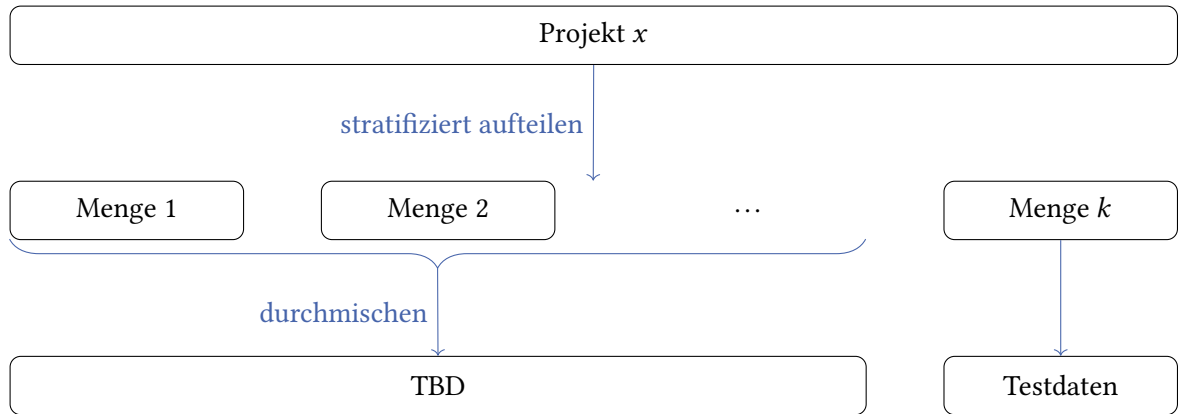 Projekt x
stratifiziert aufteilen
Menge 1
Menge 2
...
Menge k
durchmischen
TBD
Testdaten